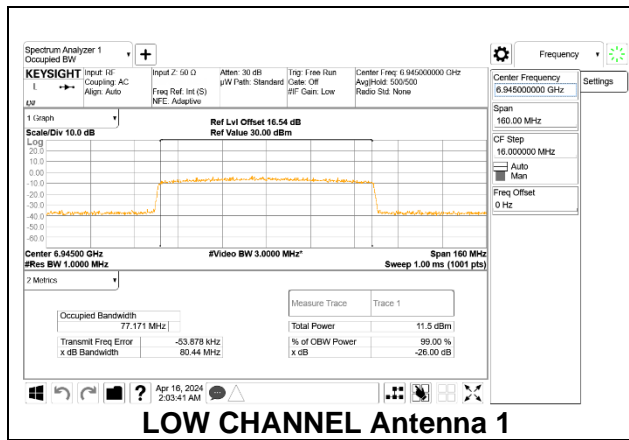 Spectrum Analyzer 1
Occupied BW
Frequency
KEYSIGHT
L
Input: RF
Coupling: AC
Align: Auto
Input Z: 50 Ω
Freq Ref: Int (S)
NFE: Adaptive
Atten: 30 dB
µW Path: Standard
Trig: Free Run
Gate: Off
#IF Gain: Low
Center Freq: 6.945000000 GHz
Avg|Hold: 500/500
Radio Std: None
Center Frequency
6.945000000 GHz
Settings
Span
160.00 MHz
CF Step
16.000000 MHz
Auto
Man
Freq Offset
0 Hz
1 Graph
Scale/Div 10.0 dB
Ref Lvl Offset 16.54 dB
Ref Value 30.00 dBm
Log
20.0
10.0
0.00
-10.0
-20.0
-30.0
-40.0
-50.0
-60.0
Center 6.94500 GHz
#Video BW 3.0000 MHz*
Span 160 MHz
#Res BW 1.0000 MHz
Sweep 1.00 ms (1001 pts)
2 Metrics
Measure Trace
Trace 1
Occupied Bandwidth
77.171 MHz
Total Power
11.5 dBm
Transmit Freq Error
-53.878 kHz
% of OBW Power
99.00 %
x dB Bandwidth
80.44 MHz
x dB
-26.00 dB
?
Apr 16, 2024
2:03:41 AM
LOW CHANNEL Antenna 1